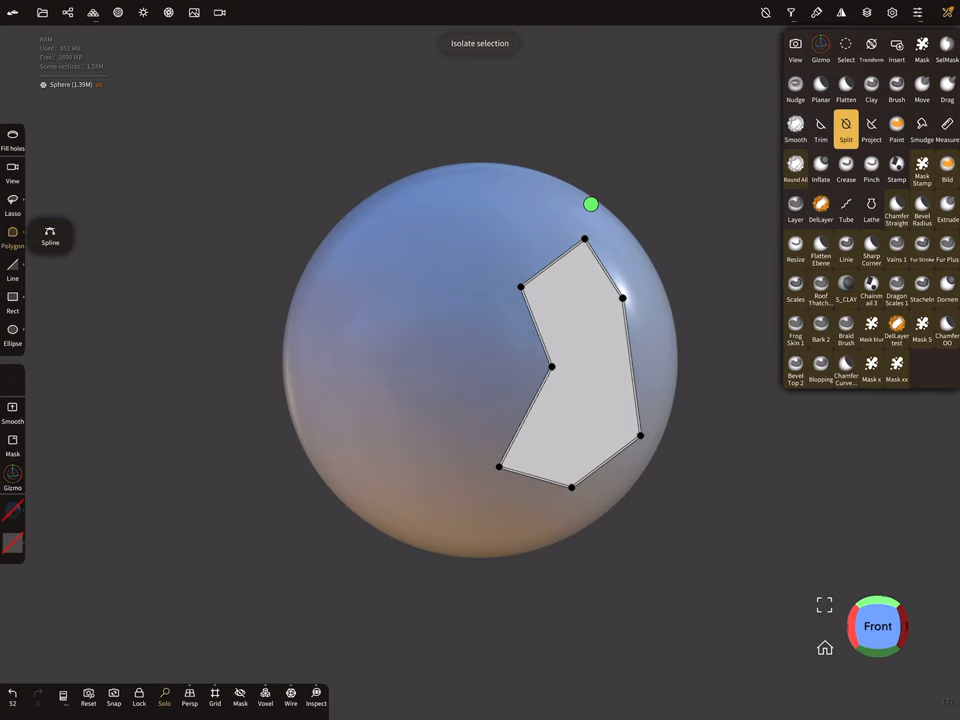 Isolate selection
RAM
Used: 851 MB
Free: 3690 MB
Scene vertices: 1.58M
Sphere (1.39M) uv
Fill holes
View
Lasso
Polygon
Line
Rect
Ellipse
Spline
Smooth
Mask
Gizmo
View Gizmo Select Transform Insert Mask SelMask
Nudge Planar Flatten Clay Brush Move Drag
Smooth Trim Split Project Paint Smudge Measure
Round All Inflate Crease Pinch Stamp Mask Stamp Bild
Layer DelLayer Tube Lathe Chamfer Straight Bevel Radius Extrude
Resize Flatten Ebene Linie Sharp Corner Vains 1 Fur Stroke Fur Plus
Scales Roof Thatch... S_CLAY Chainmail 3 Dragon Scales 1 Stacheln Dornen
Frog Skin 1 Bark 2 Braid Brush Mask blur DelLayer test Mask S Chamfer OO
Bevel Top 2 Blopping Chamfer Curve... Mask x Mask xx
Front
52 0 ... Reset Snap Lock Solo Persp Grid Mask Voxel Wire Inspect